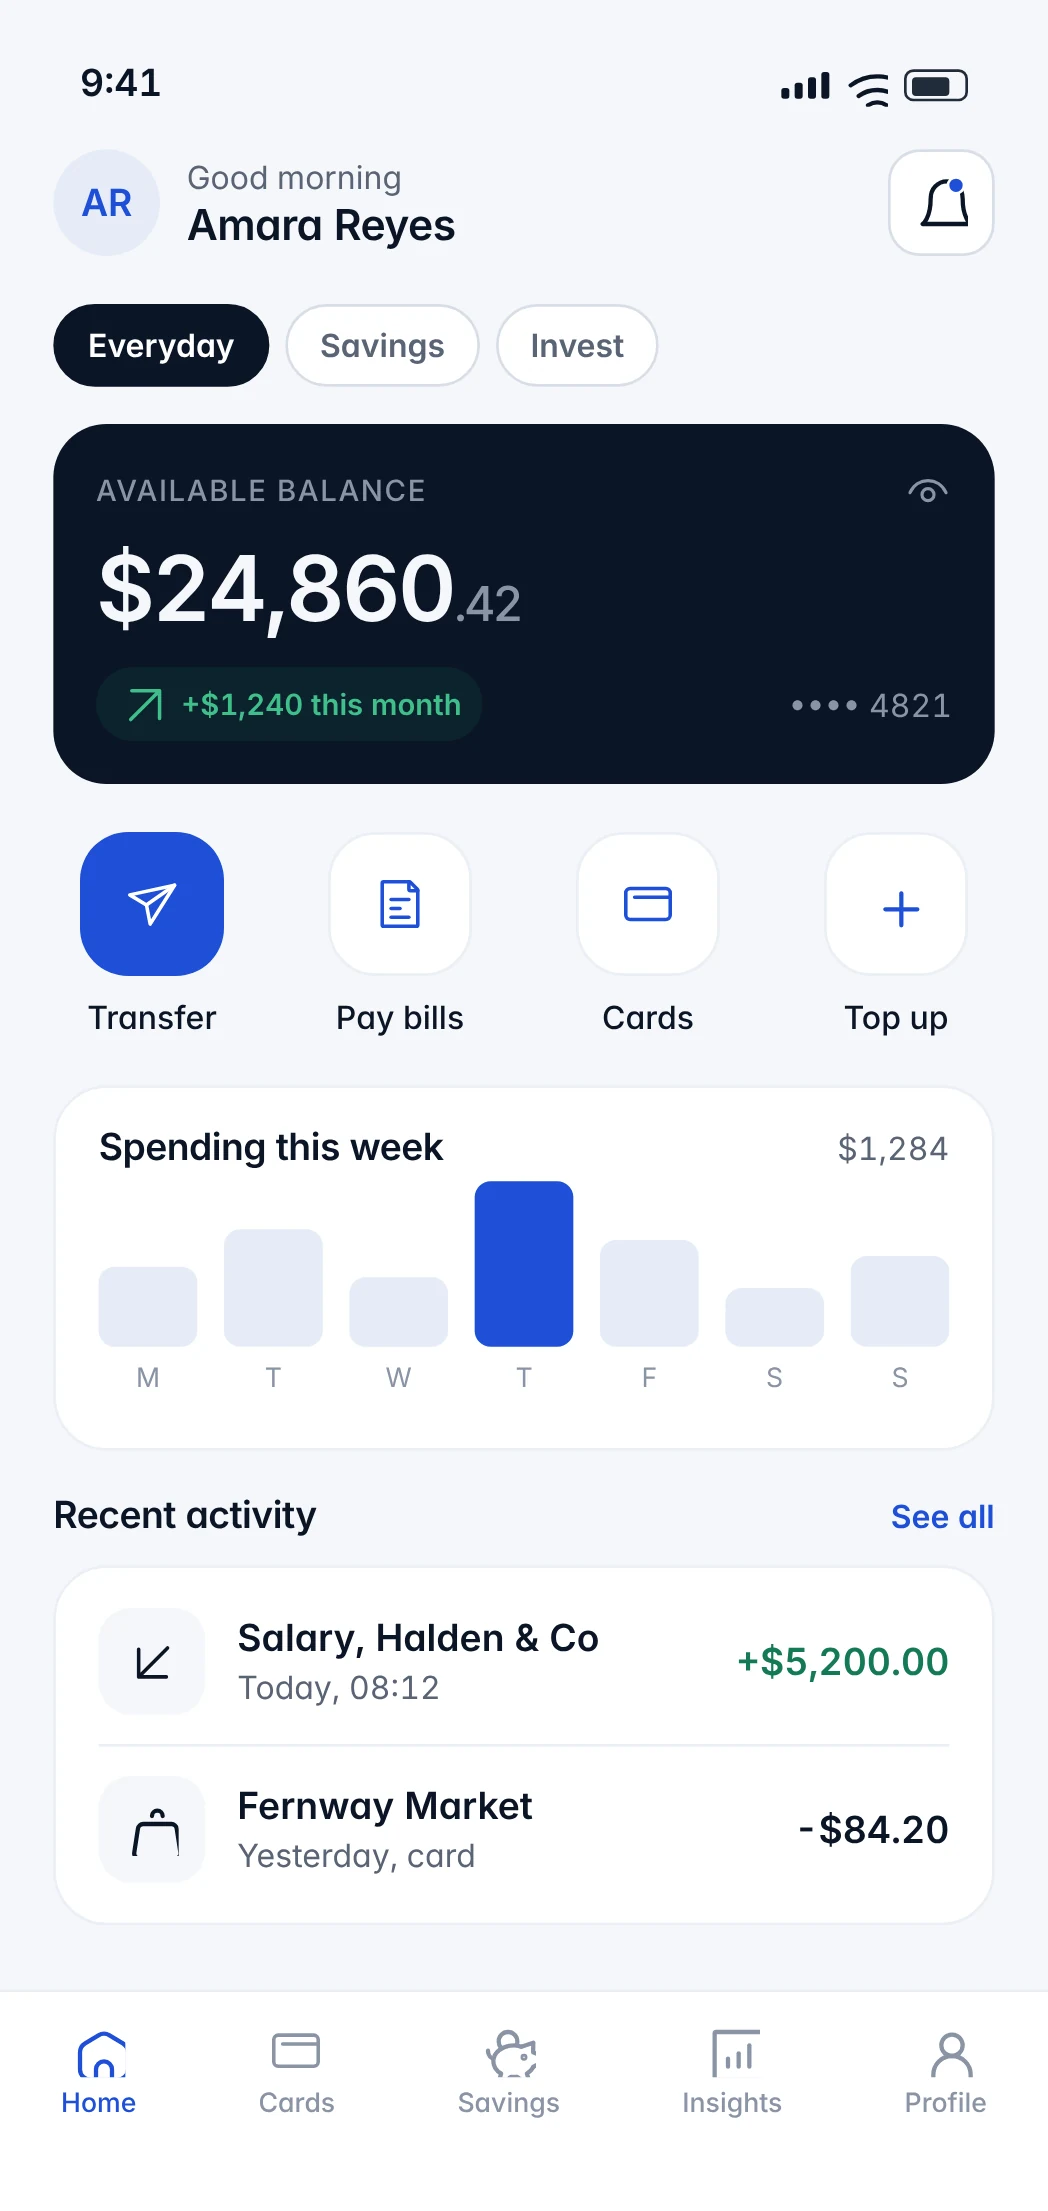 9:41
AR
Good morning
Amara Reyes
Everyday
Savings
Invest
AVAILABLE BALANCE
$24,860.42
+$1,240 this month
•••• 4821
Transfer
Pay bills
Cards
Top up
Spending this week
$1,284
M
T
W
T
F
S
S
Recent activity
See all
Salary, Halden & Co
Today, 08:12
+$5,200.00
Fernway Market
Yesterday, card
-$84.20
Home
Cards
Savings
Insights
Profile